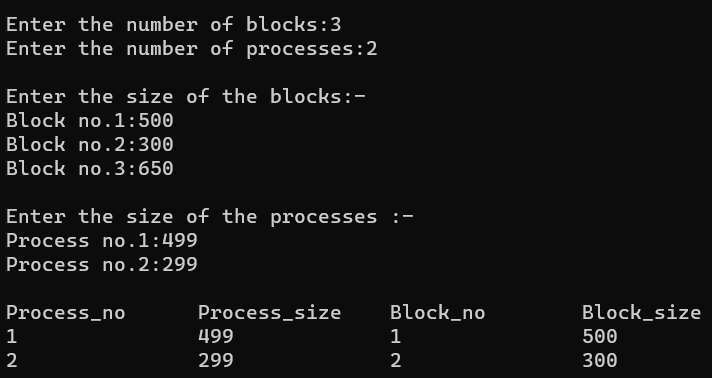 Enter the number of blocks:3
Enter the number of processes:2
Enter the size of the blocks:-
Block no.1:500
Block no.2:300
Block no.3:650
Enter the size of the processes :-
Process no.1:499
Process no.2:299
Process_no Process_size Block_no Block_size
1 499 1 500
2 299 2 300